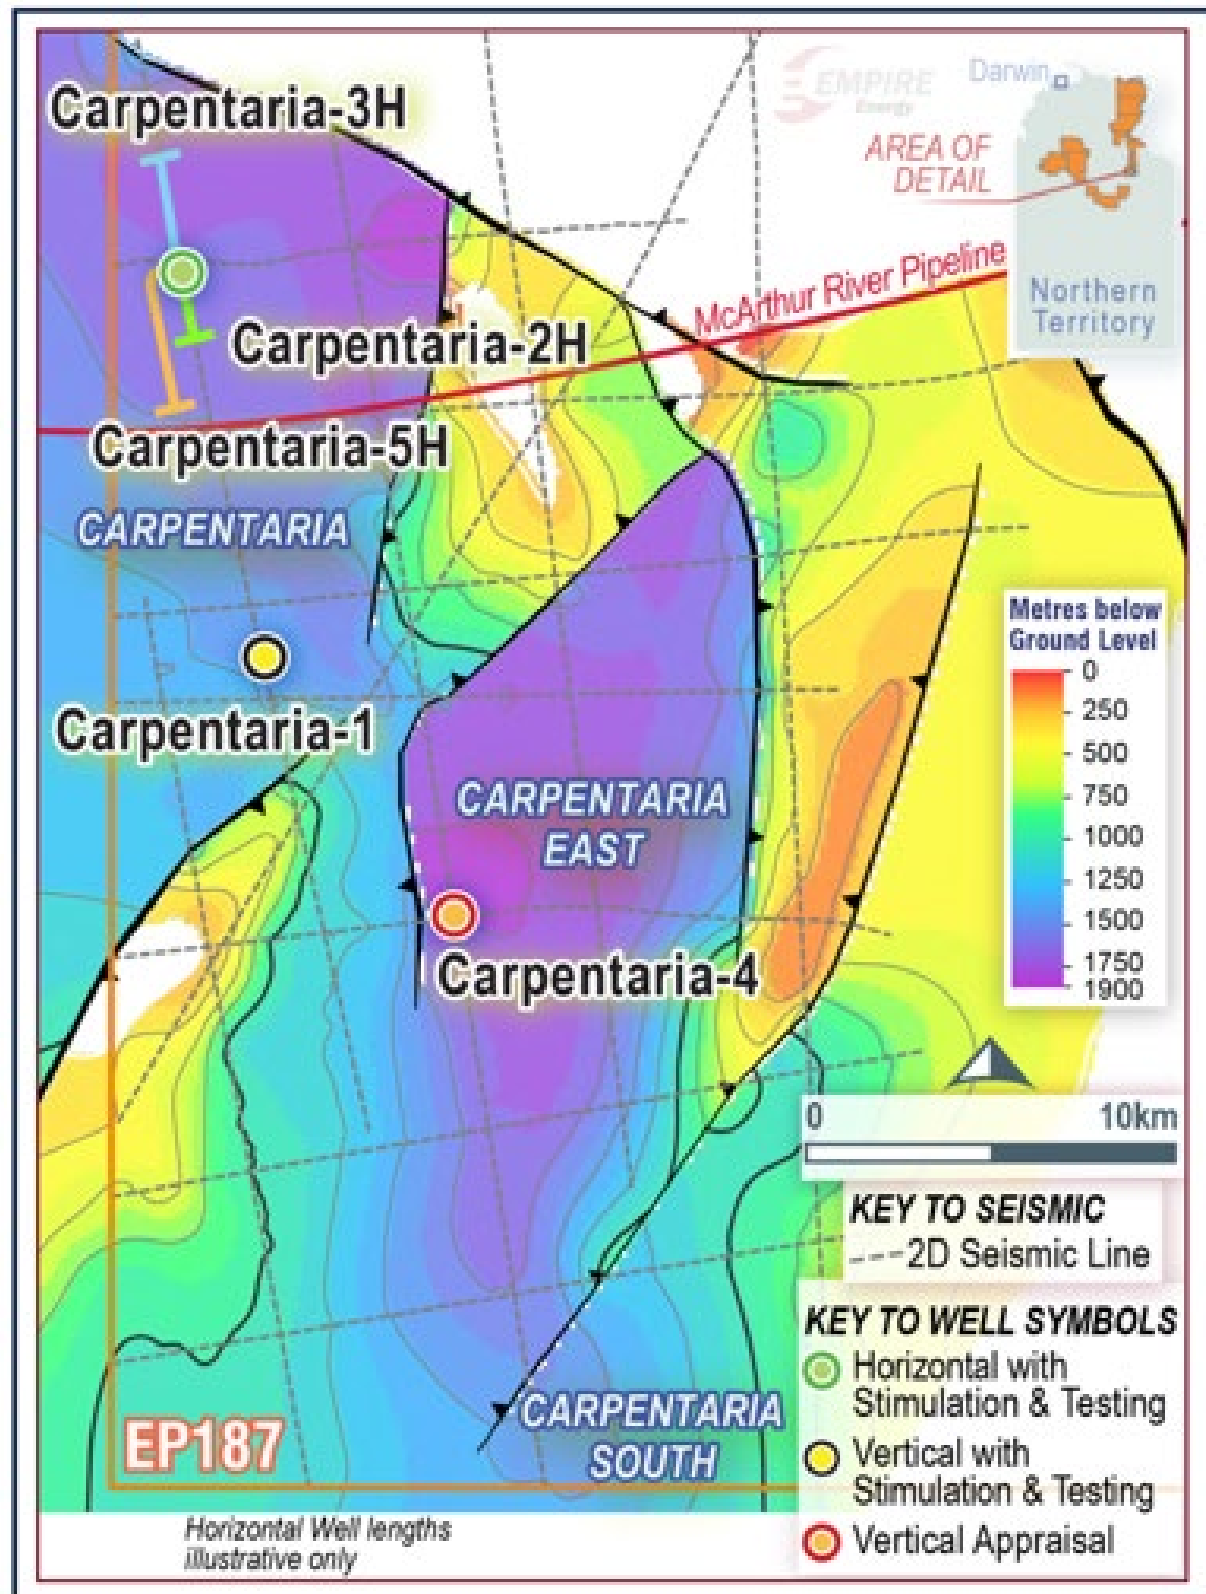 EMPIRE
Energy
Darwin
Carpentaria-3H
AREA OF
DETAIL
McArthur River Pipeline
Northern
Territory
Carpentaria-2H
Carpentaria-5H
CARPENTARIA
Metres below
Ground Level
0
250
500
750
1000
1250
1500
1750
1900
Carpentaria-1
CARPENTARIA
EAST
Carpentaria-4
0 10km
KEY TO SEISMIC
2D Seismic Line
KEY TO WELL SYMBOLS
Horizontal with
Stimulation & Testing
Vertical with
Stimulation & Testing
Vertical Appraisal
CARPENTARIA
SOUTH
EP187
Horizontal Well lengths
illustrative only